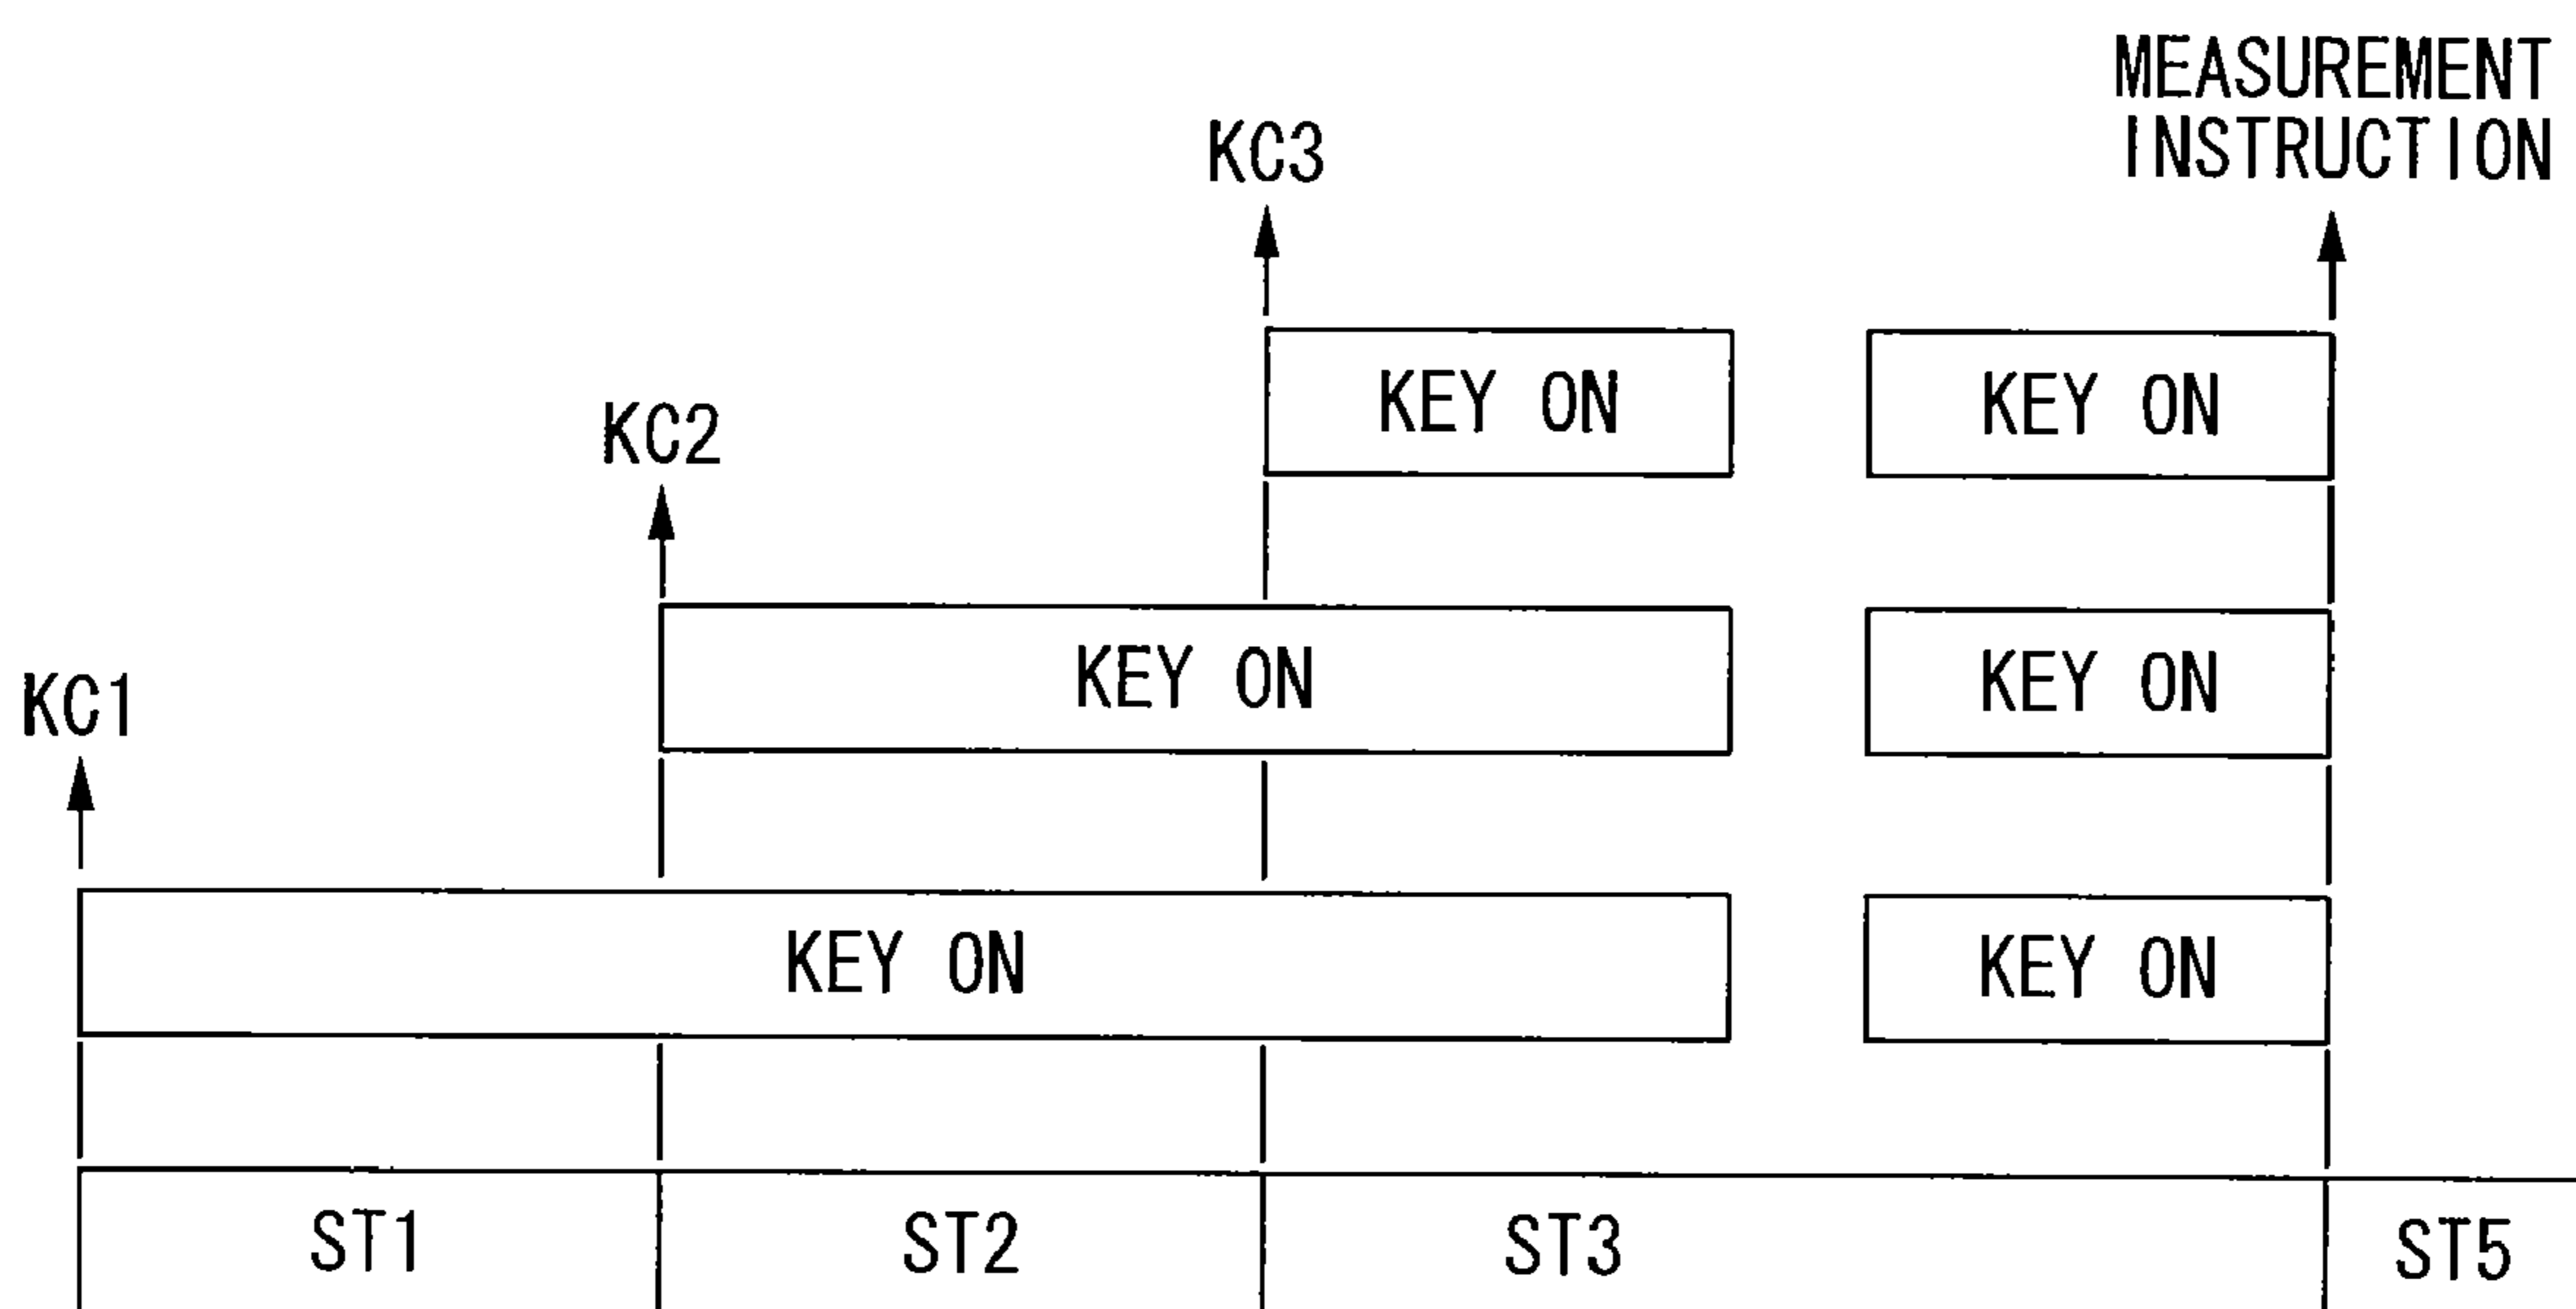 MEASUREMENT
INSTRUCTION
KC3
KEY ON
KEY ON
KC2
KEY ON
KEY ON
KC1
KEY ON
KEY ON
ST1
ST2
ST3
ST5